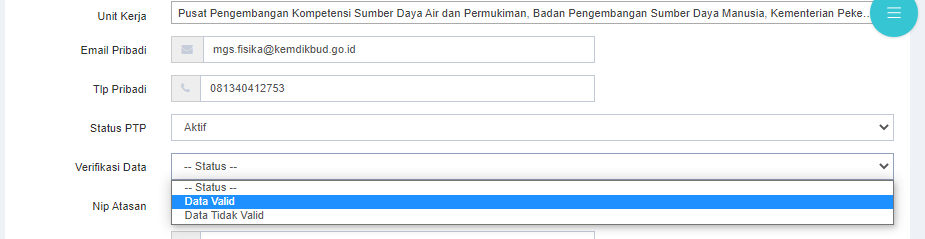 Unit Kerja Pusat Pengembangan Kompetensi Sumber Daya Air dan Permukiman, Badan Pengembangan Sumber Daya Manusia, Kementerian Peke...
Email Pribadi mgs.fisika@kemdikbud.go.id
Tlp Pribadi 081340412753
Status PTP Aktif
Verifikasi Data -- Status --
-- Status --
Data Valid
Nip Atasan
Data Tidak Valid